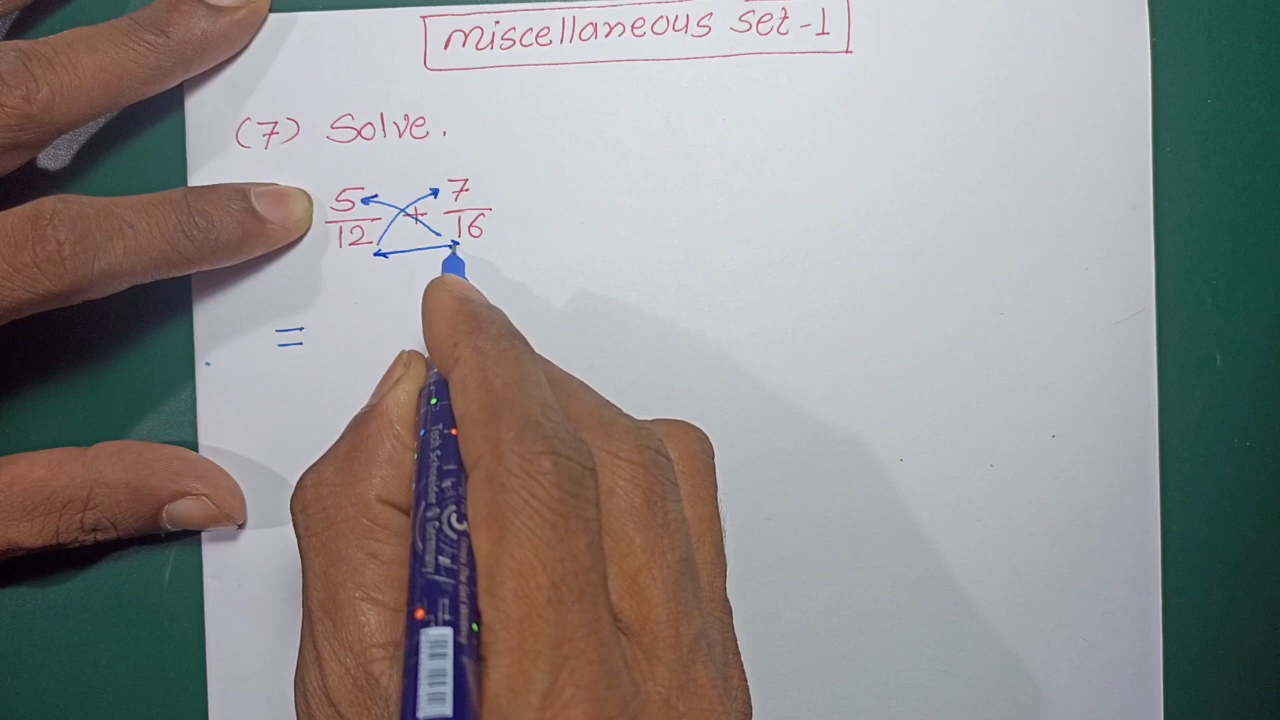 miscellaneous set-1
(7) Solve.
5/12 + 7/16
=